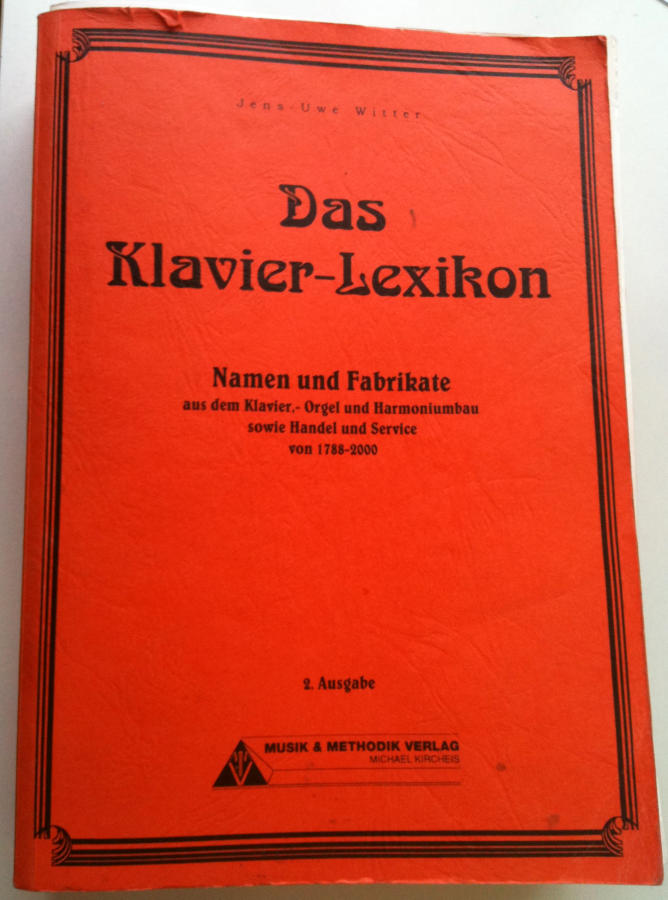 Jens-Uwe Witter
Das
Klavier-Lexikon
Namen und Fabrikate
aus dem Klavier,- Orgel und Harmoniumbau
sowie Handel und Service
von 1788-2000
2. Ausgabe
MUSIK & METHODIK VERLAG
MICHAEL KIRCHEIS